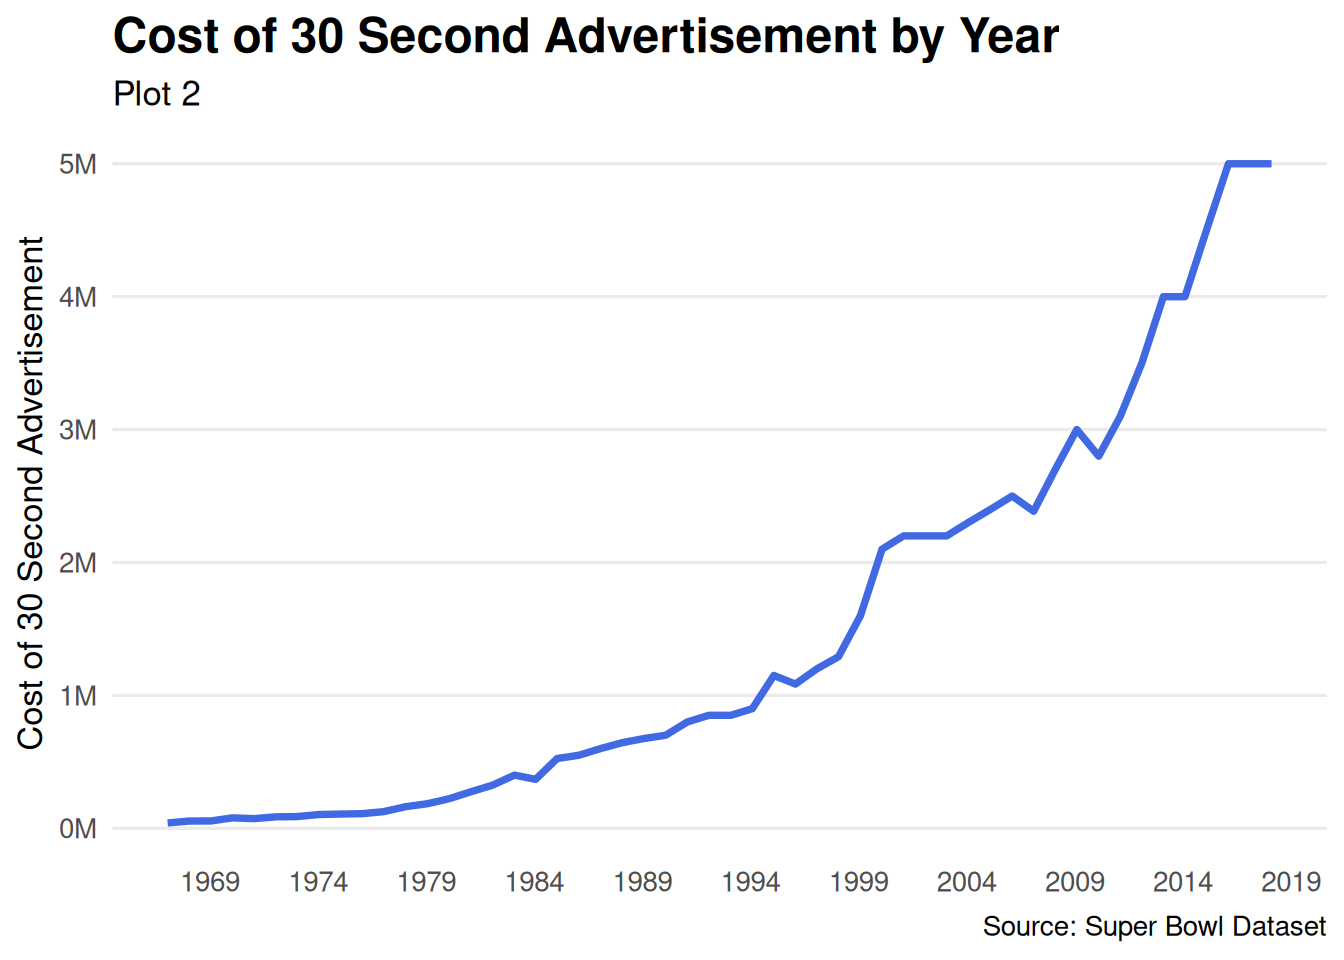 Cost of 30 Second Advertisement by Year
Plot 2
Cost of 30 Second Advertisement
5M
4M
3M
2M
1M
0M
1969 1974 1979 1984 1989 1994 1999 2004 2009 2014 2019
Source: Super Bowl Dataset